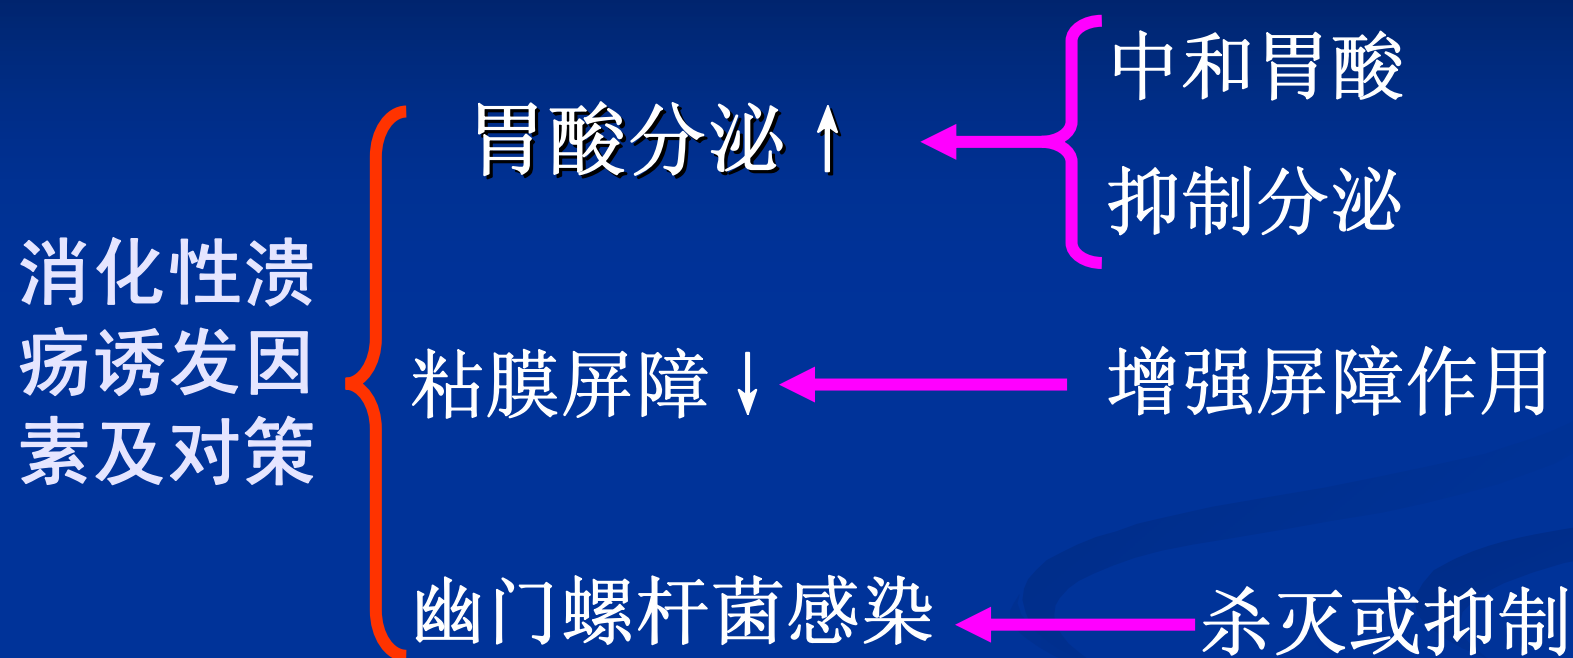 消化性溃
疡诱发因
素及对策
胃酸分泌↑
中和胃酸
抑制分泌
粘膜屏障↓
增强屏障作用
幽门螺杆菌感染
杀灭或抑制